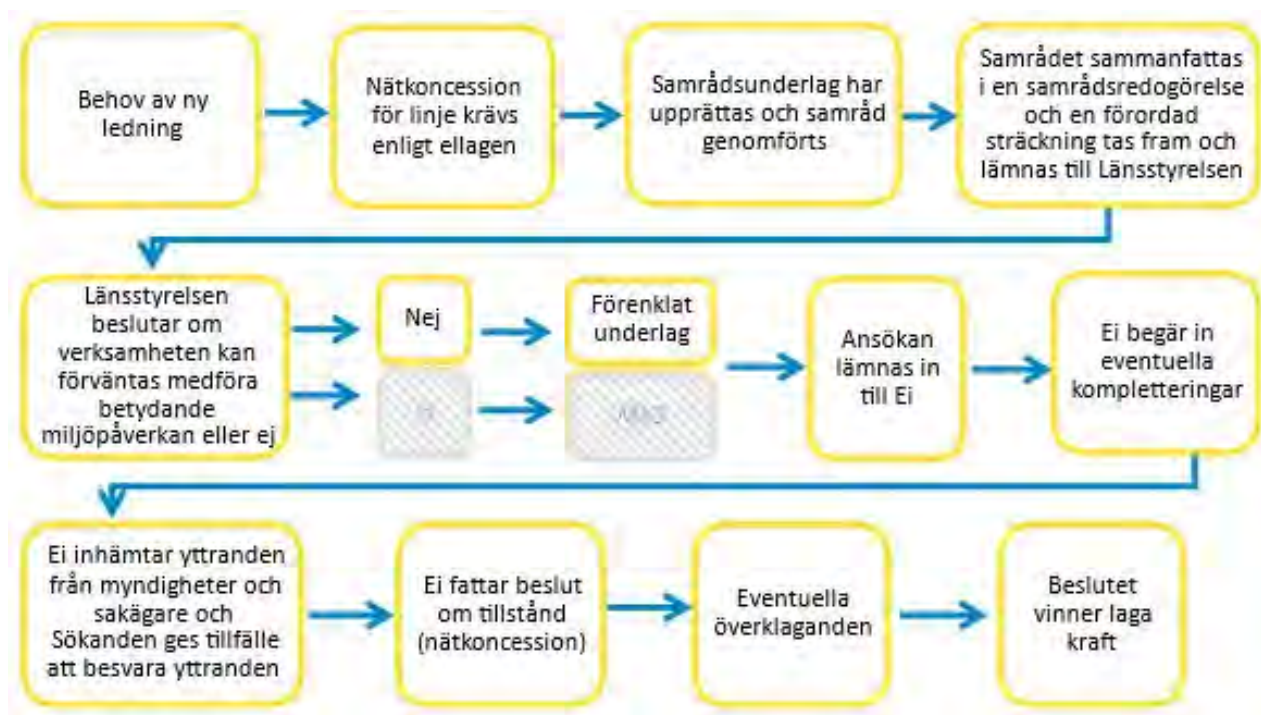 Behov av ny
ledning
Nätkoncession
för linje krävs
enligt ellagen
Samrådsunderlag har
upprättas och samråd
genomförts
Samrådet sammanfattas
i en samrådsredogörelse
och en förordad
sträckning tas fram och
lämnas till Länsstyrelsen
Länsstyrelsen
beslutar om
verksamheten kan
förväntas medföra
betydande
miljöpåverkan eller ej
Nej
Förenklat
underlag
Ansökan
lämnas in
till Ei
Ei begär in
eventuella
kompletteringar
Ei inhämtar yttranden
från myndigheter och
sakägare och
Sökanden ges tillfälle
att besvara yttranden
Ei fattar beslut
om tillstånd
(nätkoncession)
Eventuella
överklaganden
Beslutet
vinner laga
kraft